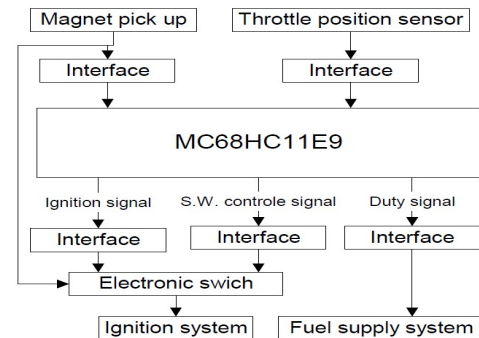 Magnet pick up
Throttle position sensor
Interface
Interface
MC68HC11E9
Ignition signal
S.W. controle signal
Duty signal
Interface
Interface
Interface
Electronic swich
Ignition system
Fuel supply system